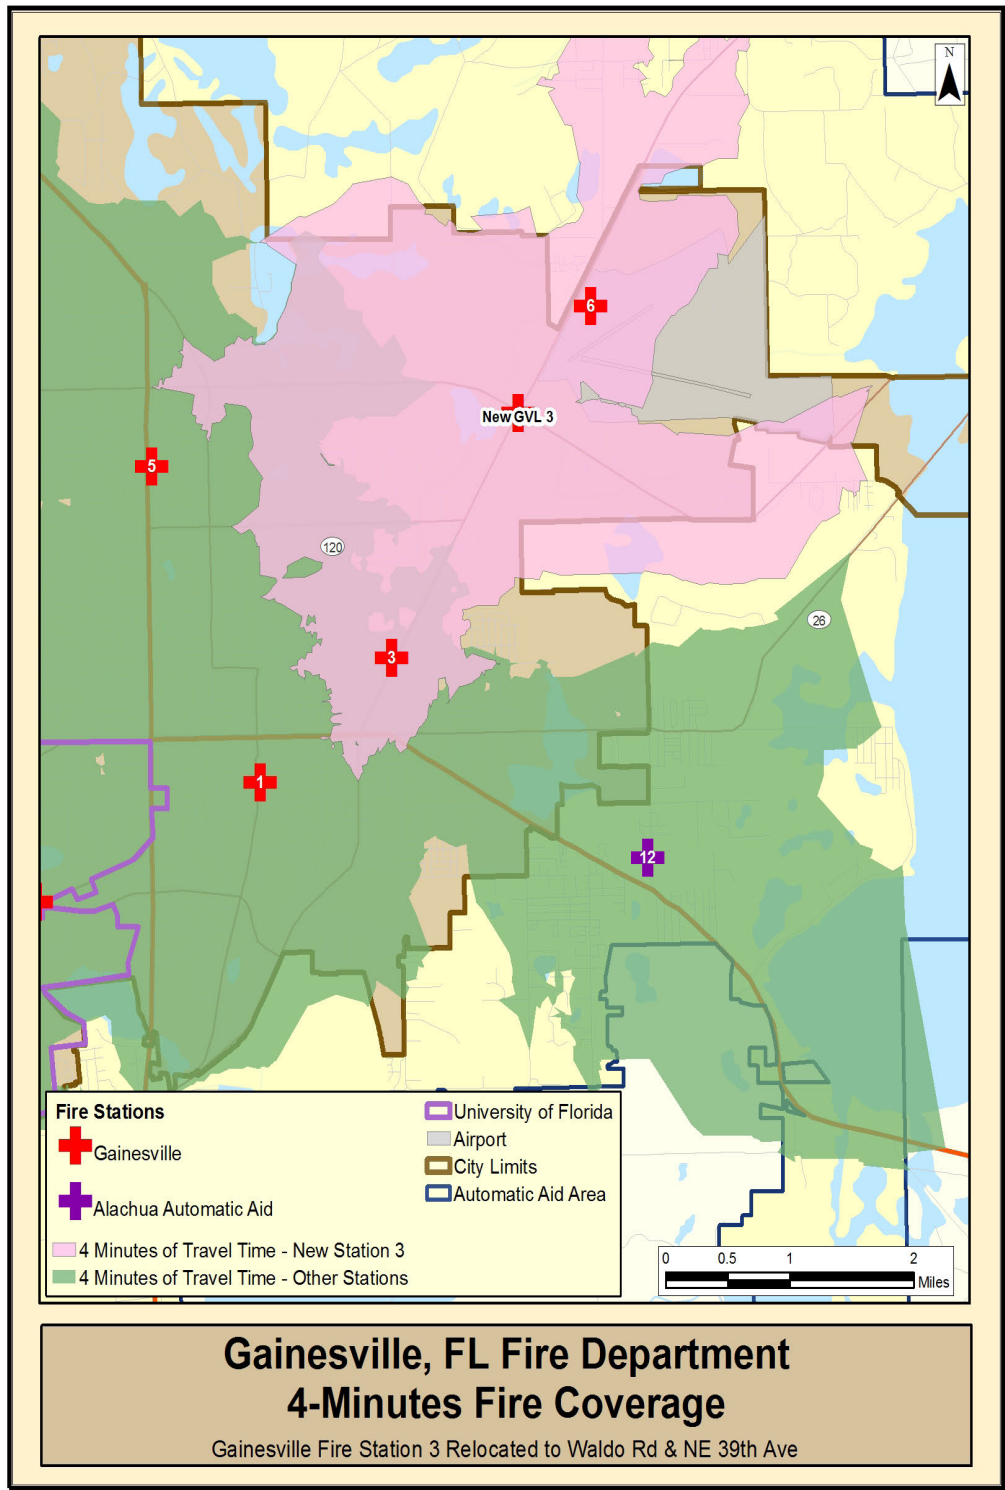 N
6
New GVL 3
5
120
3
26
1
12
Fire Stations
Gainesville
Alachua Automatic Aid
4 Minutes of Travel Time - New Station 3
4 Minutes of Travel Time - Other Stations
University of Florida
Airport
City Limits
Automatic Aid Area
0 0.5 1 2
Miles
Gainesville, FL Fire Department
4-Minutes Fire Coverage
Gainesville Fire Station 3 Relocated to Waldo Rd & NE 39th Ave